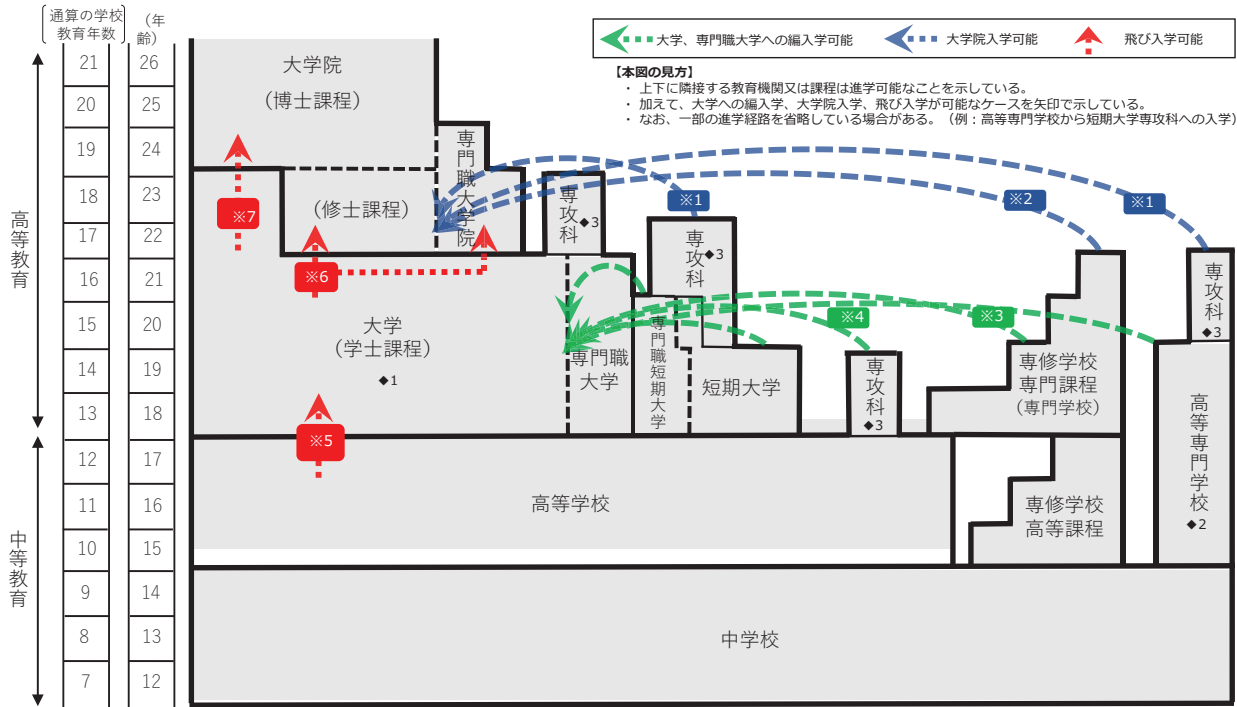 通算の学校
教育年数
(年
齢)
大学、専門職大学への編入学可能
大学院入学可能
飛び入学可能
【本図の見方】
・ 上下に隣接する教育機関又は課程は進学可能なことを示している。
・ 加えて、大学への編入学、大学院入学、飛び入学が可能なケースを矢印で示している。
・ なお、一部の進学経路を省略している場合がある。（例：高等専門学校から短期大学専攻科への入学）
21 26
20 25
19 24
18 23
17 22
16 21
15 20
14 19
13 18
12 17
11 16
10 15
9 14
8 13
7 12
高等教育
中等教育
大学院
（博士課程）
専門職大学院
（修士課程）
※7
※6
※5
専攻科
◆3
専攻科
◆3
※1
※2
※1
専攻科
◆3
大学
（学士課程）
◆1
専門職
大学
専門職短期大学
短期大学
※4
※3
専攻科
◆3
専修学校
専門課程
（専門学校）
高等専門学校
◆2
高等学校
専修学校
高等課程
中学校